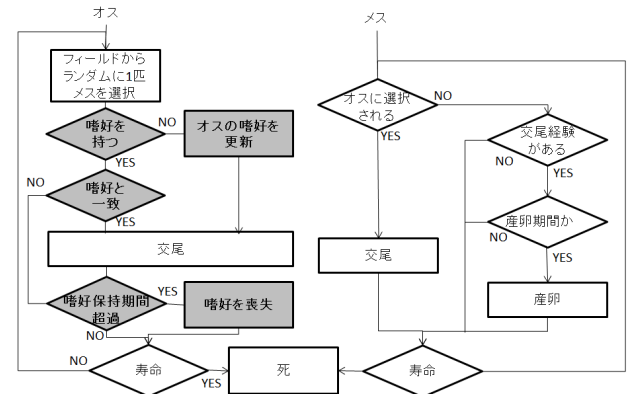 オス
フィールドから
ランダムに1匹
メスを選択
嗜好を
持つ
NO
YES
オスの嗜好を
更新
嗜好と
一致
NO
YES
交尾
嗜好保持期間
超過
YES
NO
嗜好を喪失
寿命
NO
YES
死
メス
オスに選択
される
NO
YES
交尾経験
がある
NO
YES
産卵期間か
NO
YES
交尾
産卵
寿命